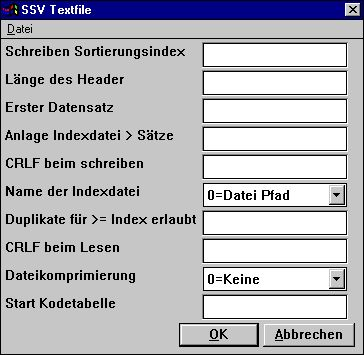 SSV Textfile
Datei
Schreiben Sortierungsindex
Länge des Header
Erster Datensatz
Anlage Indexdatei > Sätze
CRLF beim schreiben
Name der Indexdatei 0=Datei Pfad
Duplikate für >= Index erlaubt
CRLF beim Lesen
Dateikomprimierung 0=Keine
Start Kodetabelle
OK Abbrechen